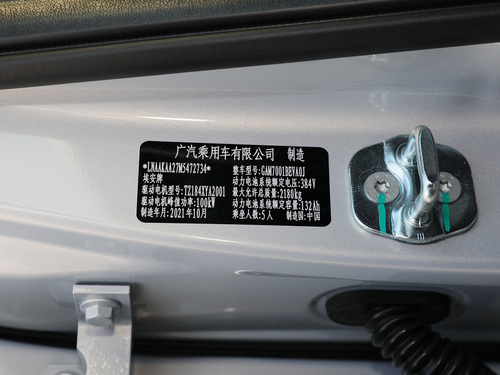 广汽乘用车有限公司 制造
*LNAAKAA27M5472734* 整车型号:GAM7001BEVA0J
埃安牌 动力电池系统额定电压:384V
驱动电机型号:TZ184XYA2001 最大允许总质量:2180kg
驱动电机峰值功率:100kW 动力电池系统额定容量:132Ah
制造年月:2021年10月 乘坐人数:5人 制造国:中国